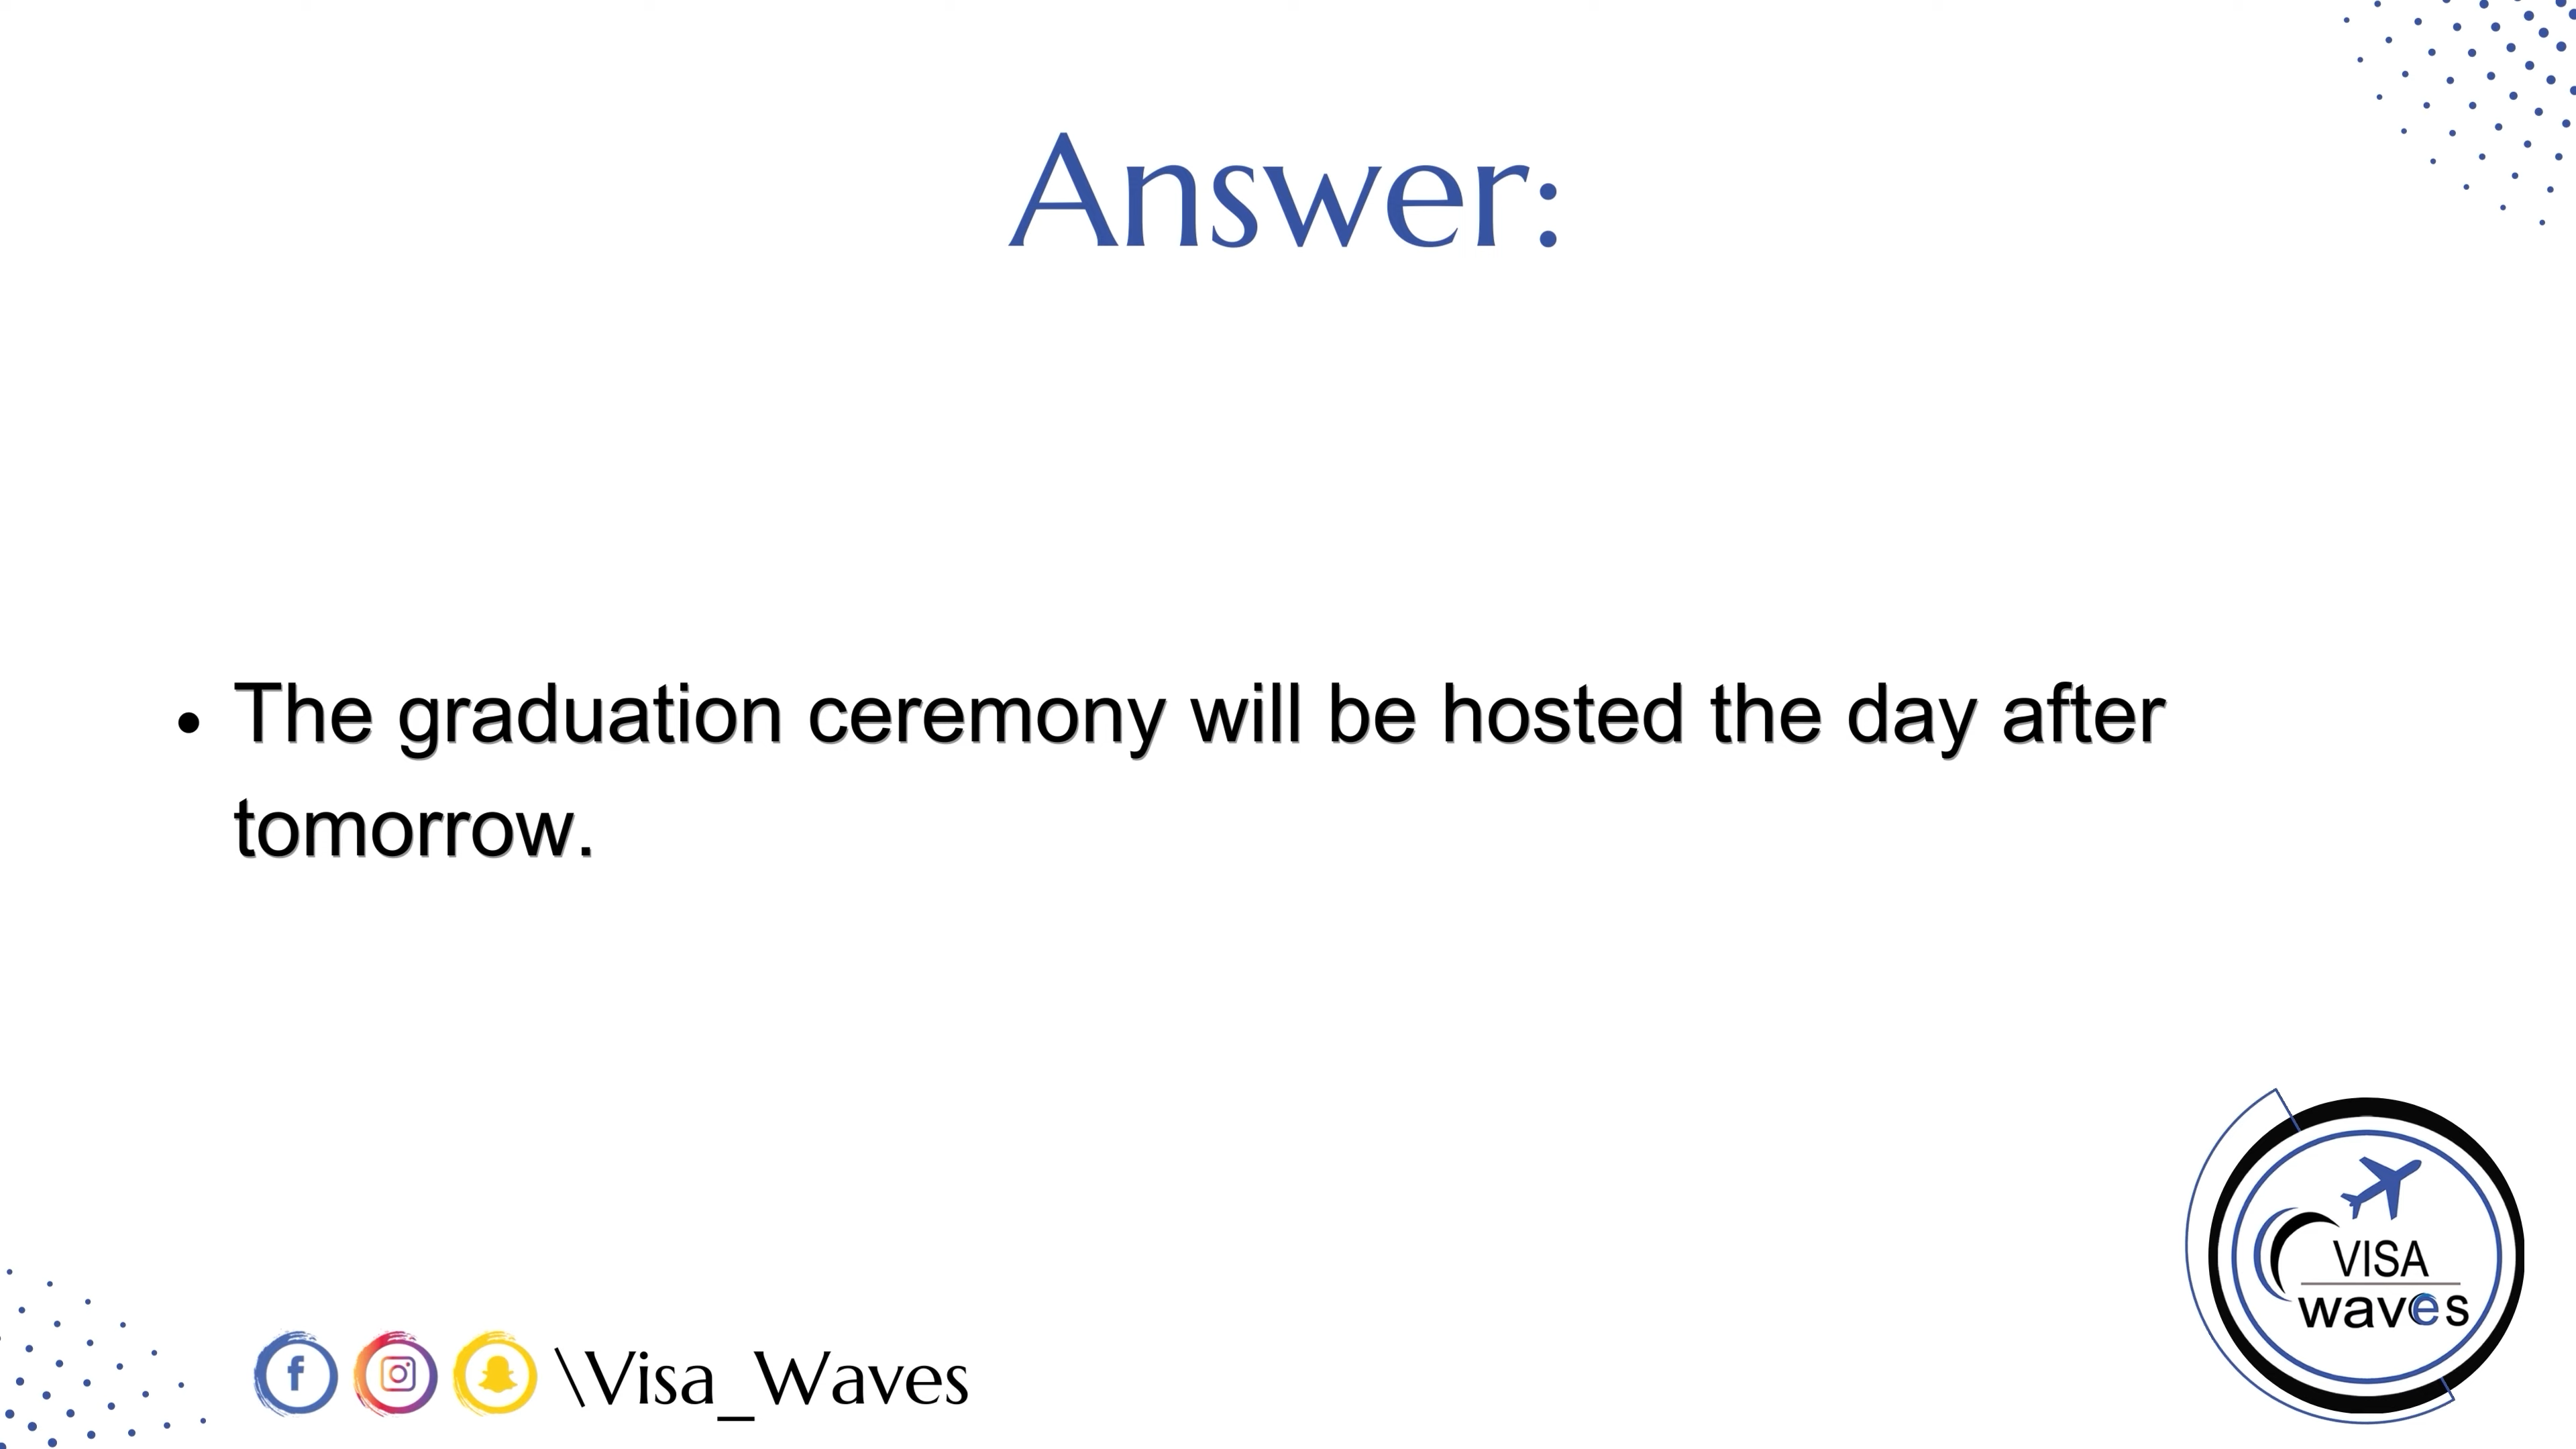 Answer:
• The graduation ceremony will be hosted the day after
tomorrow.
\Visa_Waves
VISA
waves